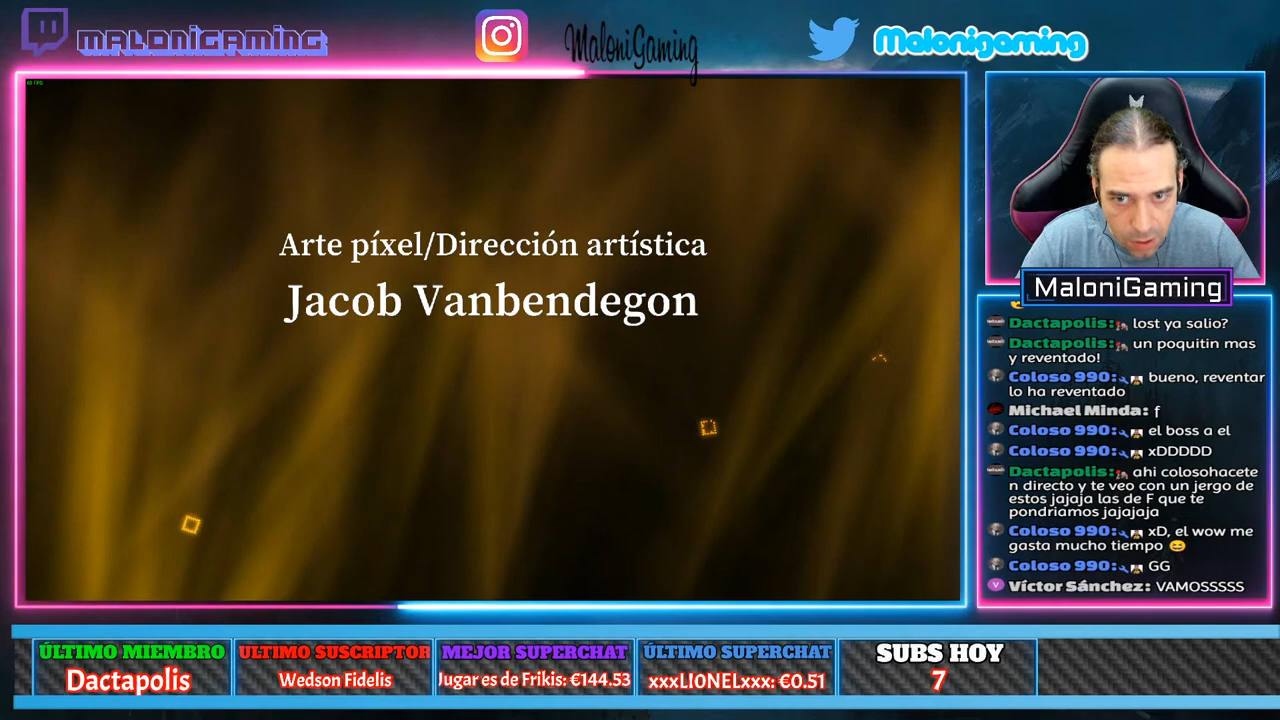 MALONIGAMING
MaloniGaming
Malonigaming
60 FPS
Arte píxel/Dirección artística
Jacob Vanbendegon
MaloniGaming
Dactapolis: lost ya salio?
Dactapolis: un poquitin mas
y reventado!
Coloso 990: bueno, reventar
lo ha reventado
Michael Minda: f
Coloso 990: el boss a el
Coloso 990: xDDDDD
Dactapolis: ahi colosohacete
n directo y te veo con un jergo de
estos jajaja las de F que te
pondriamos jajajaja
Coloso 990: xD, el wow me
gasta mucho tiempo 😄
Coloso 990: GG
Víctor Sánchez: VAMOSSSSS
ÚLTIMO MIEMBRO
Dactapolis
ULTIMO SUSCRIPTOR
Wedson Fidelis
MEJOR SUPERCHAT
Jugar es de Frikis: €144.53
ÚLTIMO SUPERCHAT
xxxLI0NELxxx: €0.51
SUBS HOY
7